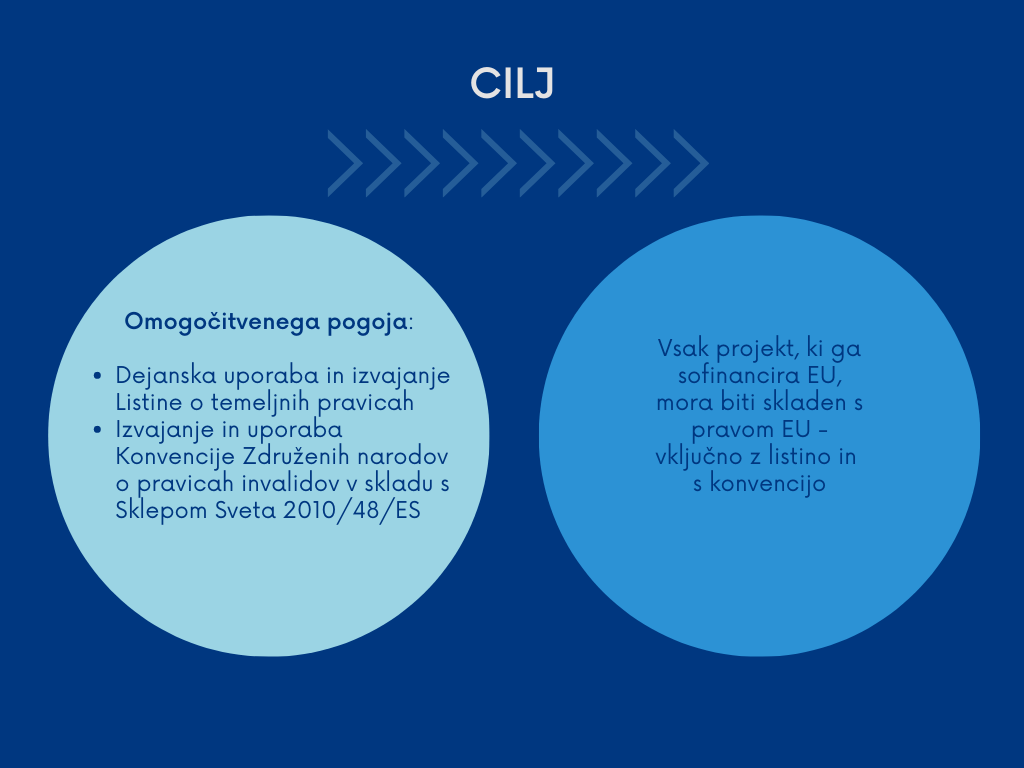 CILJ
Omogočitvenega pogoja:
• Dejanska uporaba in izvajanje
Listine o temeljnih pravicah
• Izvajanje in uporaba
Konvencije Združenih narodov
o pravicah invalidov v skladu s
Sklepom Sveta 2010/48/ES
Vsak projekt, ki ga
sofinancira EU,
mora biti skladen s
pravom EU -
vključno z listino in
s konvencijo